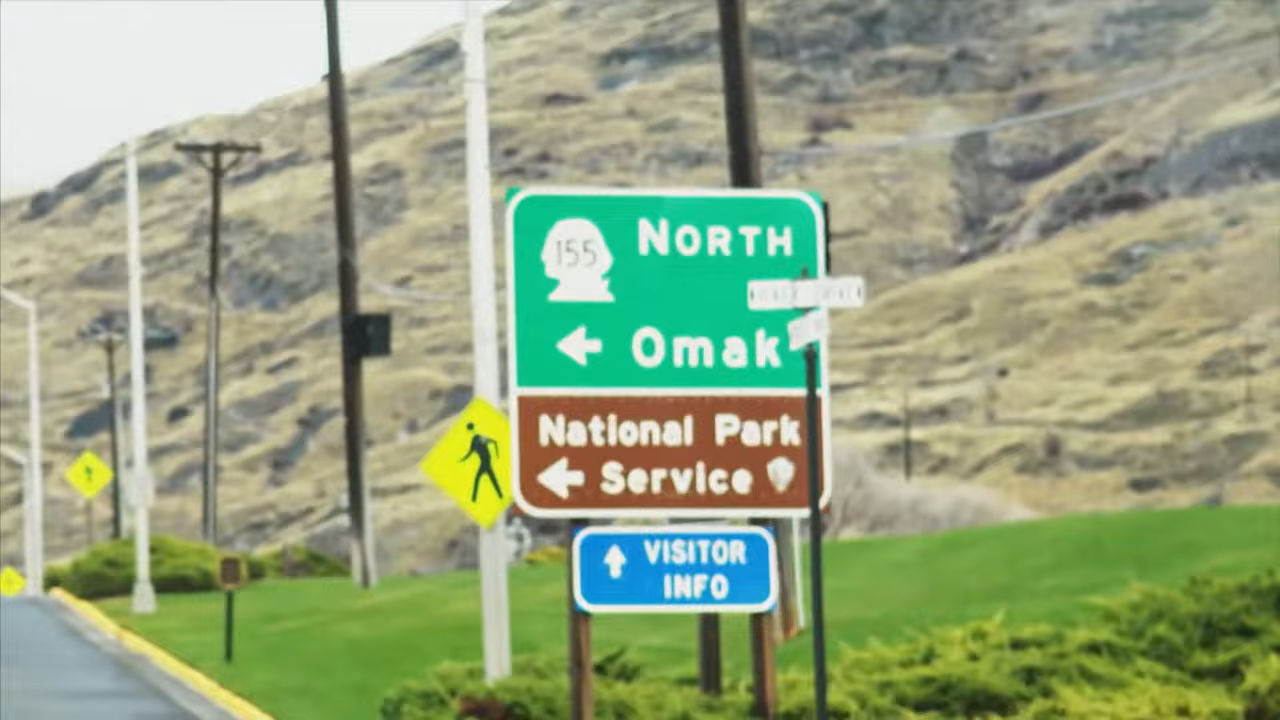 155 NORTH
Omak
National Park
Service
VISITOR
INFO